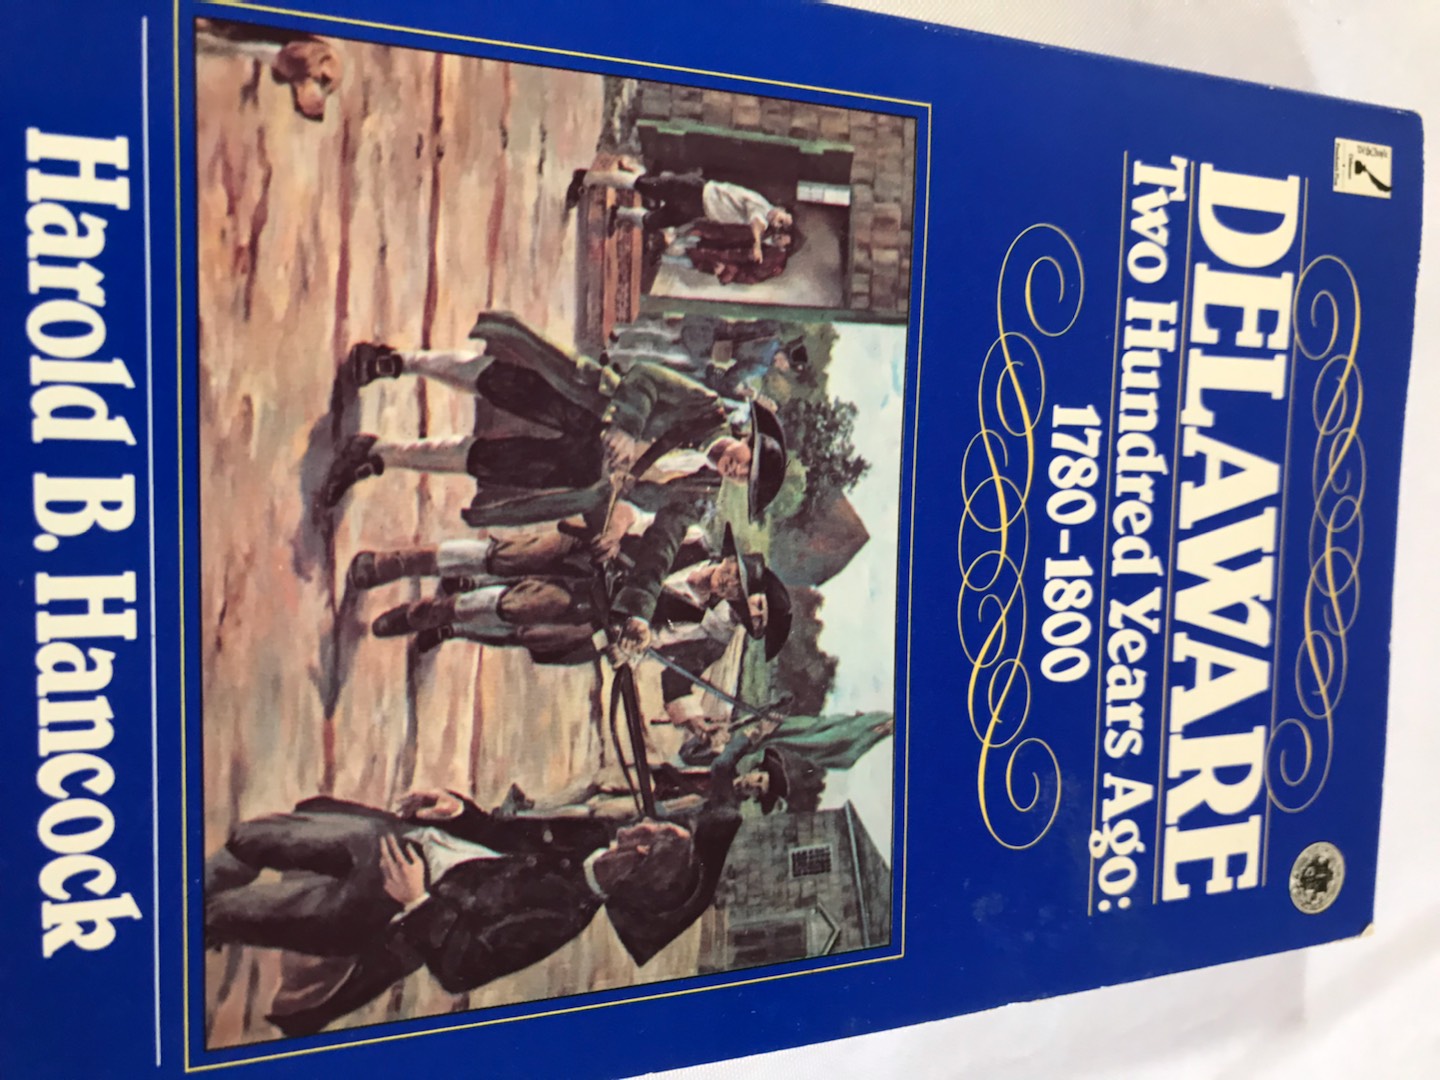 DELAWARE
Two Hundred Years Ago:
1780–1800
Harold B. Hancock